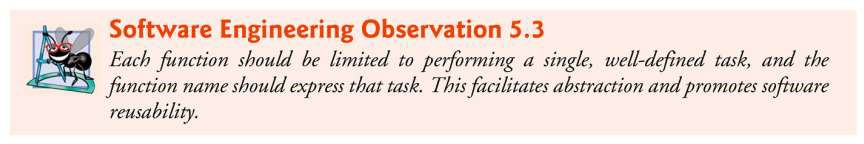 Software Engineering Observation 5.3
Each function should be limited to performing a single, well-defined task, and the
function name should express that task. This facilitates abstraction and promotes software
reusability.